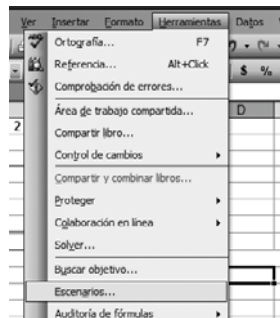 Ver Insertar Formato Herramientas Datos
Ortografía... F7
Referencia... Alt+Clic
$ %
Comprobación de errores...
Área de trabajo compartida...
D
Compartir libro...
2
Control de cambios
Compartir y combinar libros...
Proteger
Colaboración en línea
Solver...
Buscar objetivo...
Escenarios...
Auditoría de fórmulas